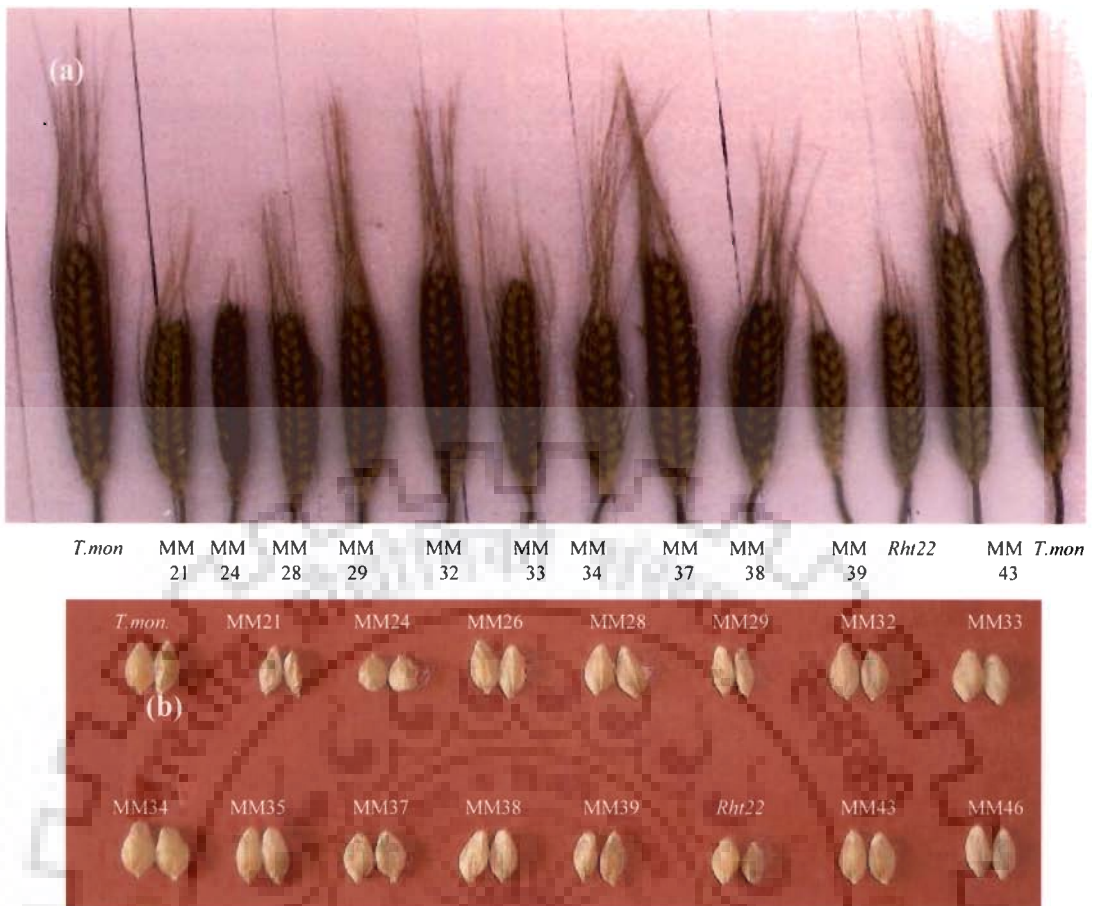 (a)
T.mon MM MM MM MM MM MM MM MM MM MM Rht22 MM T.mon
21 24 28 29 32 33 34 37 38 39 43
T.mon. MM21 MM24 MM26 MM28 MM29 MM32 MM33
(b)
MM34 MM35 MM37 MM38 MM39 Rht22 MM43 MM46